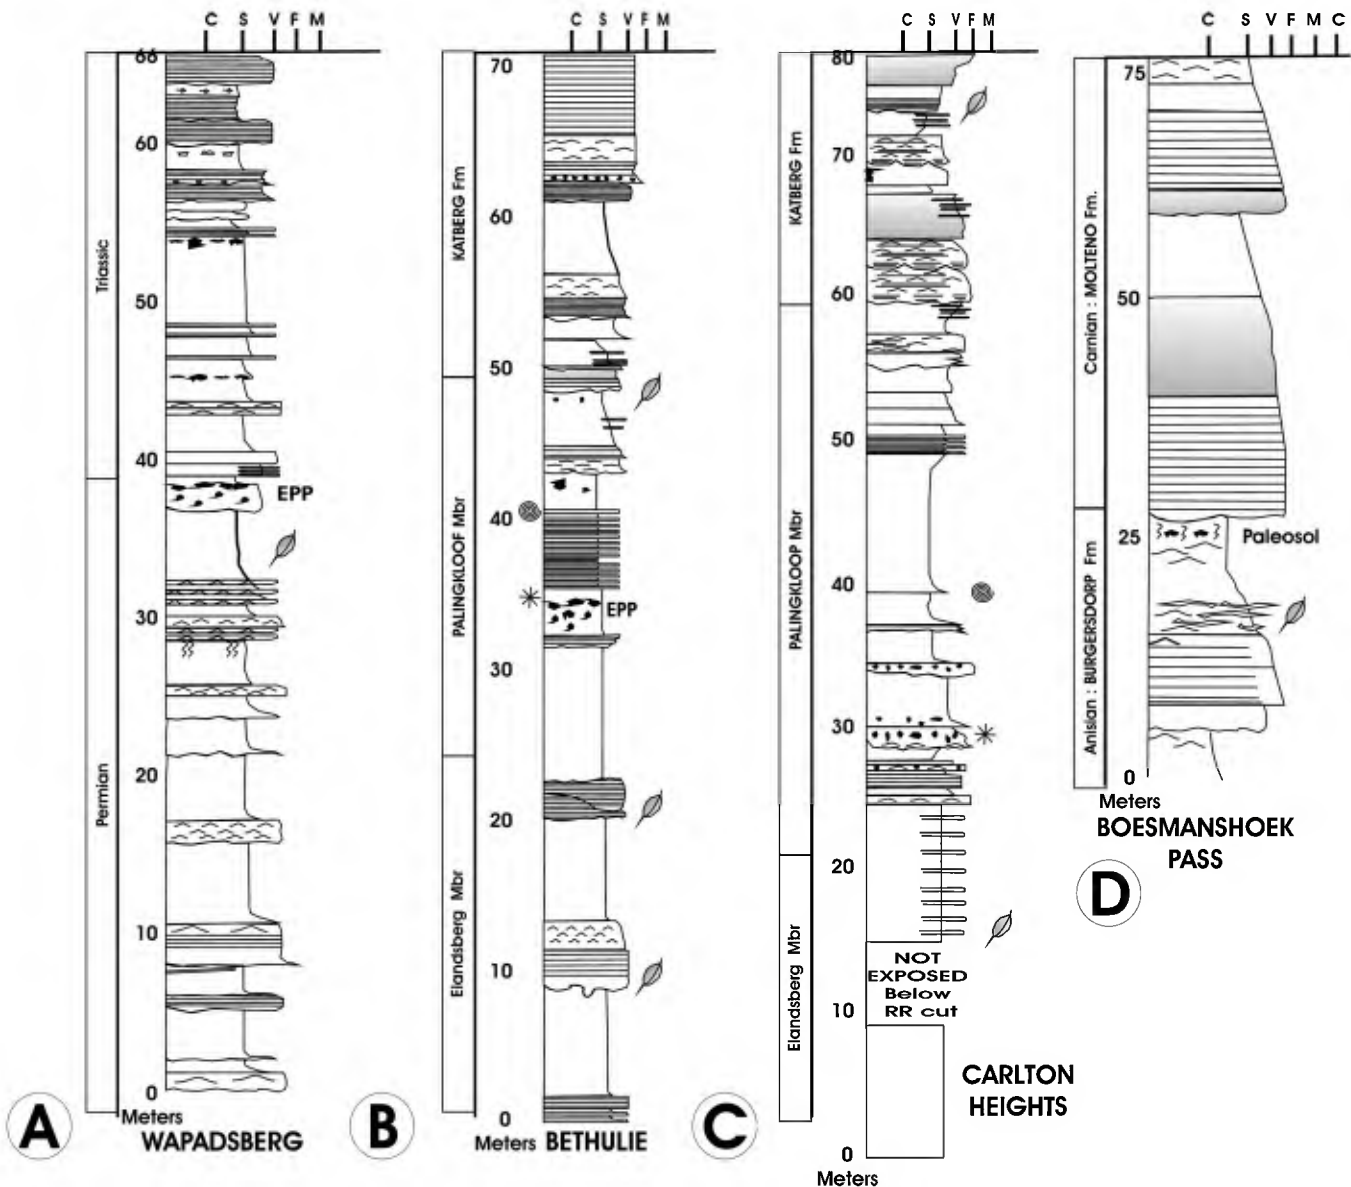 C S V F M
66
60
50
40
30
20
10
0
Triassic
Permian
EPP
Meters
A
WAPADSBERG
C S V F M
70
60
50
40
30
20
10
0
KATBERG Fm
PALINGKLOOF Mbr
Elandsberg Mbr
EPP
B
Meters BETHULIE
C S V F M
80
70
60
50
40
30
20
10
0
KATBERG Fm
PALINGKLOOP Mbr
Elandsberg Mbr
NOT
EXPOSED
Below
RR cut
C
CARLTON
HEIGHTS
Meters
C S V F M C
75
50
25
0
Carnian : MOLTENO Fm.
Anisian : BURGERSDORP Fm
Paleosol
Meters
BOESMANSHOEK
PASS
D